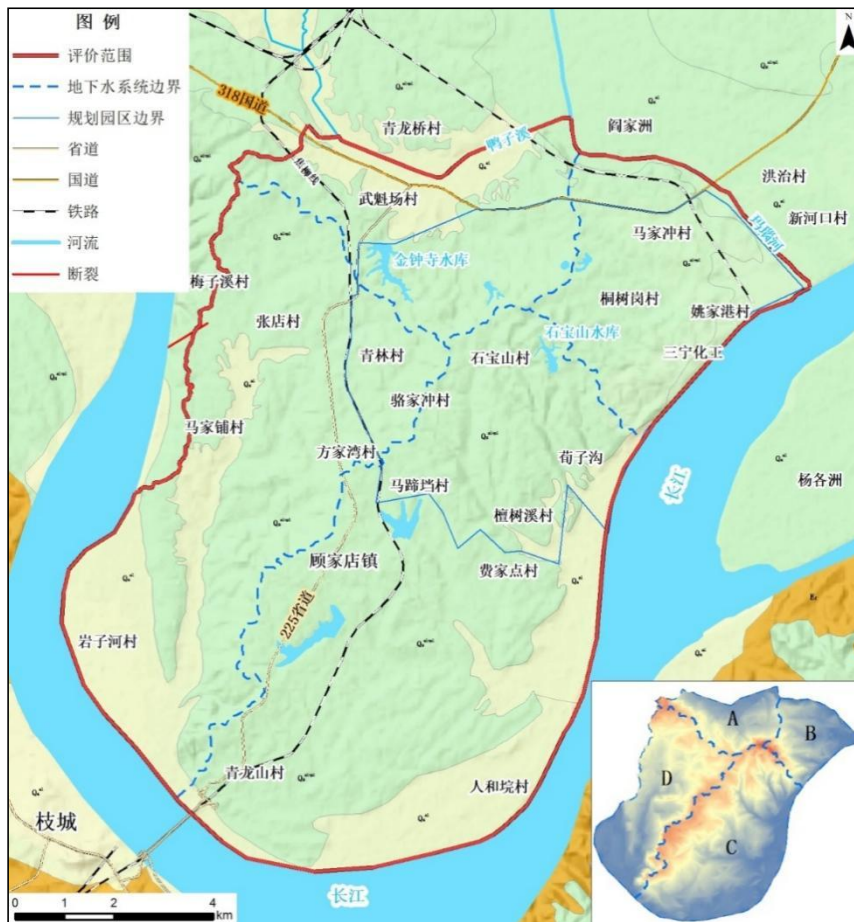 图 例
评价范围
地下水系统边界
规划园区边界
省道
国道
铁路
河流
断裂
N
318国道
青龙桥村
鸭子溪
阎家洲
焦柳线
武魁场村
洪治村
新河口村
玛瑙河
马家冲村
金钟寺水库
梅子溪村
桐树岗村
姚家港村
张店村
石宝山水库
三宁化工
青林村
石宝山村
骆家冲村
马家铺村
方家湾村
荀子沟
长江
马蹄垱村
杨各洲
檀树溪村
顾家店镇
费家点村
225省道
岩子河村
青龙山村
人和垸村
枝城
长江
A
B
D
C
0 1 2 4
km